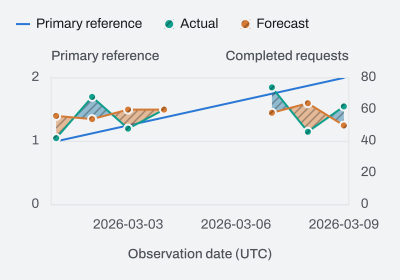 Primary reference Actual Forecast
Primary reference Completed requests
2 80
60
1 40
20
0 0
2026-03-03 2026-03-06 2026-03-09
Observation date (UTC)